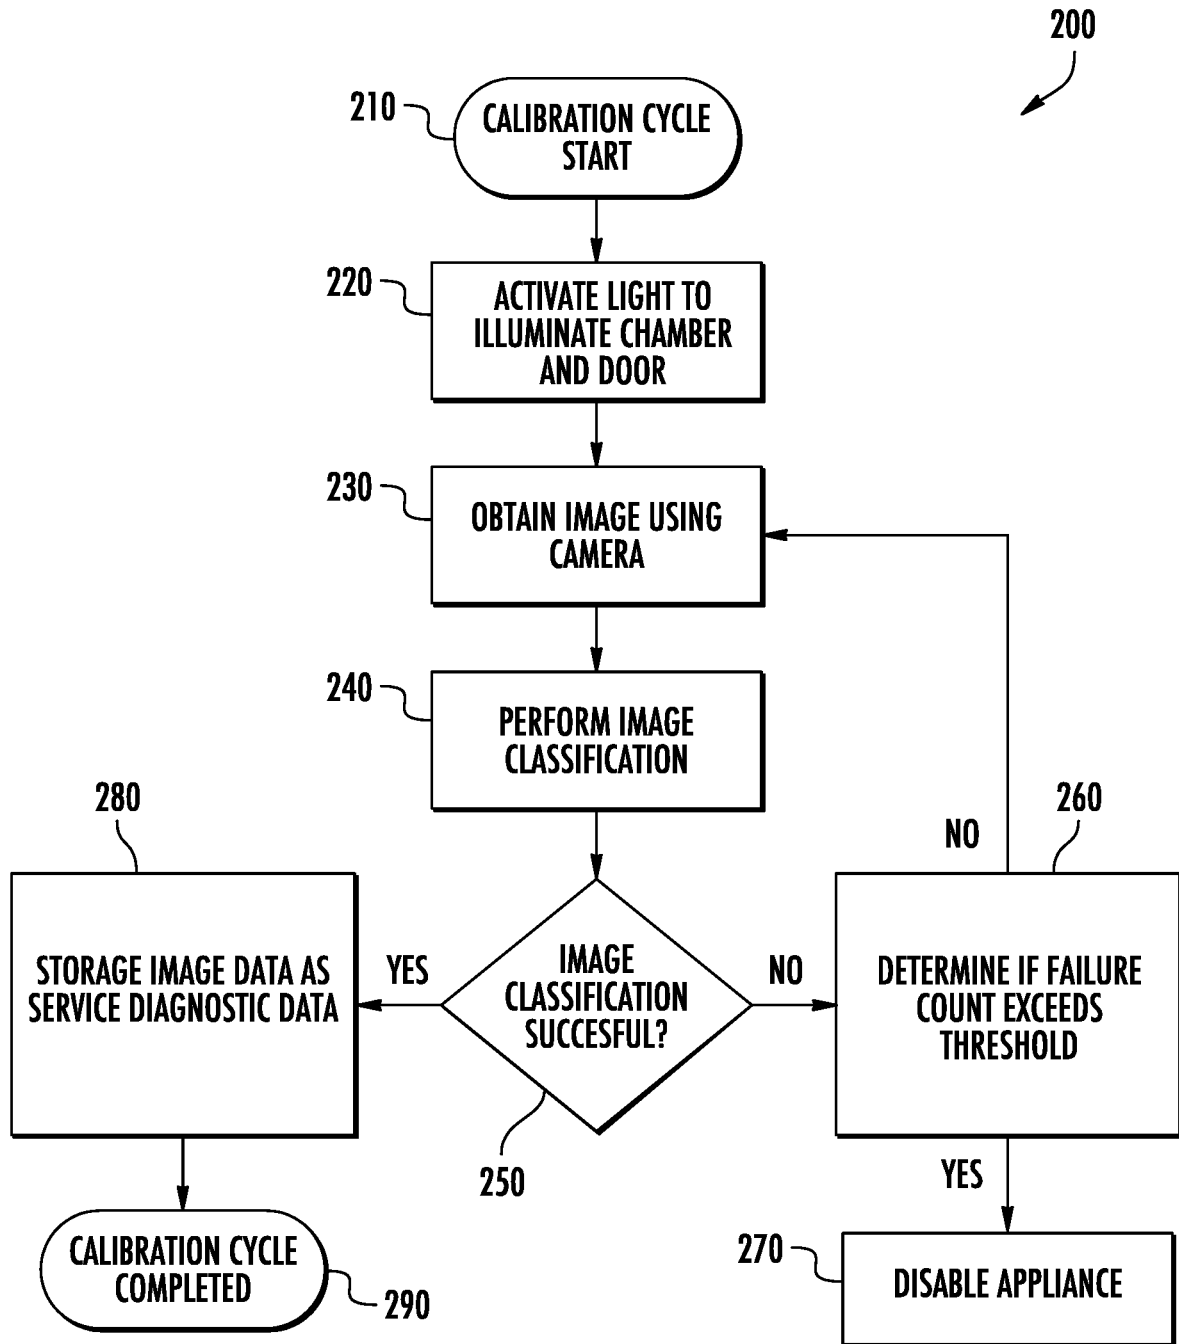 200
210
CALIBRATION CYCLE
START
220
ACTIVATE LIGHT TO
ILLUMINATE CHAMBER
AND DOOR
230
OBTAIN IMAGE USING
CAMERA
240
PERFORM IMAGE
CLASSIFICATION
250
IMAGE
CLASSIFICATION
SUCCESFUL?
YES
NO
280
STORAGE IMAGE DATA AS
SERVICE DIAGNOSTIC DATA
260
NO
DETERMINE IF FAILURE
COUNT EXCEEDS
THRESHOLD
YES
CALIBRATION CYCLE
COMPLETED
290
270
DISABLE APPLIANCE